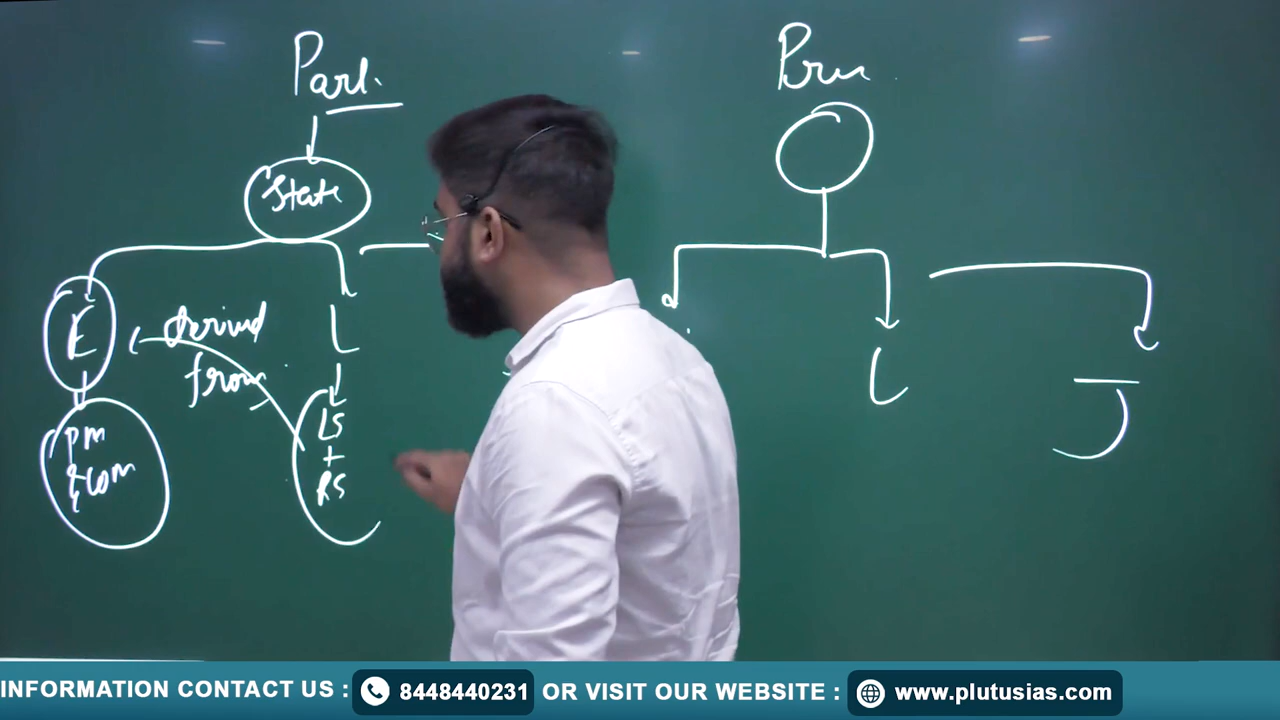 Parl.
State
E
derived
from
L
PM
& COM
LS
+
RS
Pres
L
J
INFORMATION CONTACT US : 8448440231 OR VISIT OUR WEBSITE : www.plutusias.com